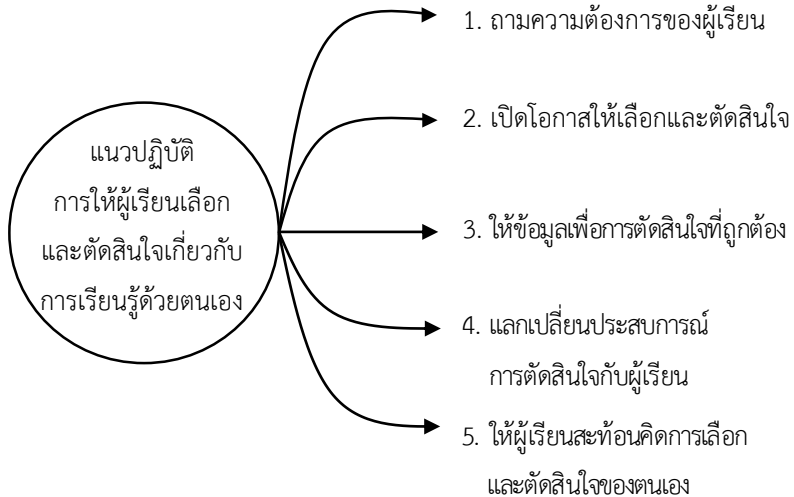 แนวปฏิบัติ
การให้ผู้เรียนเลือก
และตัดสินใจเกี่ยวกับ
การเรียนรู้ด้วยตนเอง
1. ถามความต้องการของผู้เรียน
2. เปิดโอกาสให้เลือกและตัดสินใจ
3. ให้ข้อมูลเพื่อการตัดสินใจที่ถูกต้อง
4. แลกเปลี่ยนประสบการณ์
การตัดสินใจกับผู้เรียน
5. ให้ผู้เรียนสะท้อนคิดการเลือก
และตัดสินใจของตนเอง